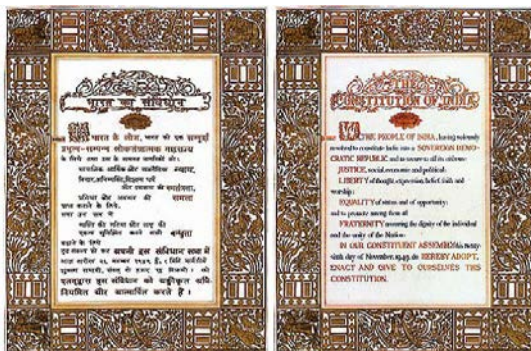 भारत का संविधान
हम भारत के लोग, भारत को एक सम्पूर्ण
प्रभुत्व-सम्पन्न लोकतंत्रात्मक गणराज्य
के लिये तथा उस के समस्त नागरिकों को:
सामाजिक आर्थिक और राजनैतिक न्याय,
विचार, अभिव्यक्ति, विश्वास, धर्म
और उपासना की स्वतंत्रता,
प्रतिष्ठा और अवसर की समता
प्राप्त कराने के लिये,
तथा उन सब में
व्यक्ति की गरिमा और राष्ट्र की
एकता सुनिश्चित करने वाली बन्धुता
बढ़ाने के लिये
हो कर अपनी इस संविधान सभा में
आज तारीख २६ नवम्बर १९४९ ई॰ (मिति मार्गशीर्ष
शुक्ला सप्तमी, संवत् दो हजार छः विक्रमी) को
एतद्द्वारा इस संविधान को अङ्गीकृत, अधि-
नियमित और आत्मार्पित करते हैं।
THE
CONSTITUTION OF INDIA
WE, THE PEOPLE OF INDIA, having solemnly
resolved to constitute India into a SOVEREIGN DEMO-
CRATIC REPUBLIC and to secure to all its citizens:
JUSTICE, social, economic and political;
LIBERTY of thought, expression, belief, faith and
worship;
EQUALITY of status and of opportunity;
and to promote among them all
FRATERNITY assuring the dignity of the individual
and the unity of the Nation;
IN OUR CONSTITUENT ASSEMBLY this twenty-
sixth day of November, 1949, do HEREBY ADOPT,
ENACT AND GIVE TO OURSELVES THIS
CONSTITUTION.